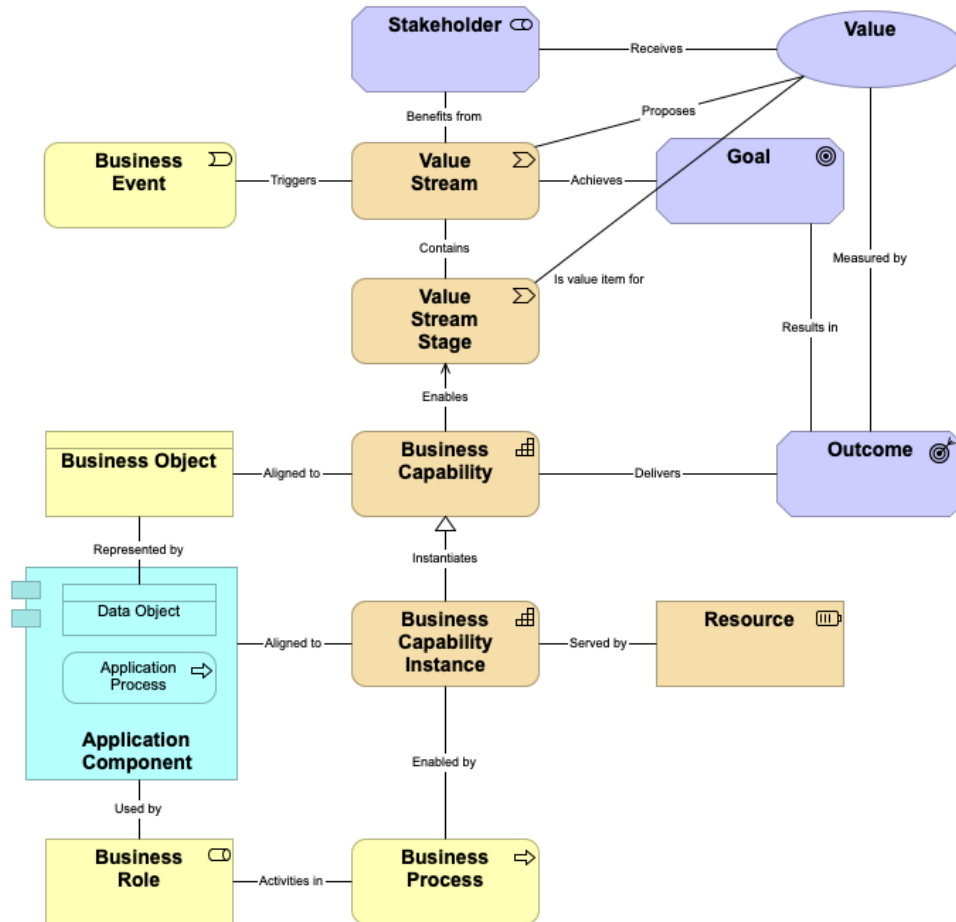 Stakeholder
Receives
Value
Benefits from
Proposes
Business
Event
Triggers
Value
Stream
Achieves
Goal
Contains
Is value item for
Measured by
Value
Stream
Stage
Results in
Enables
Business Object
Aligned to
Business
Capability
Delivers
Outcome
Represented by
Instantiates
Data Object
Application
Process
Application
Component
Aligned to
Business
Capability
Instance
Served by
Resource
Enabled by
Used by
Business
Role
Activities in
Business
Process